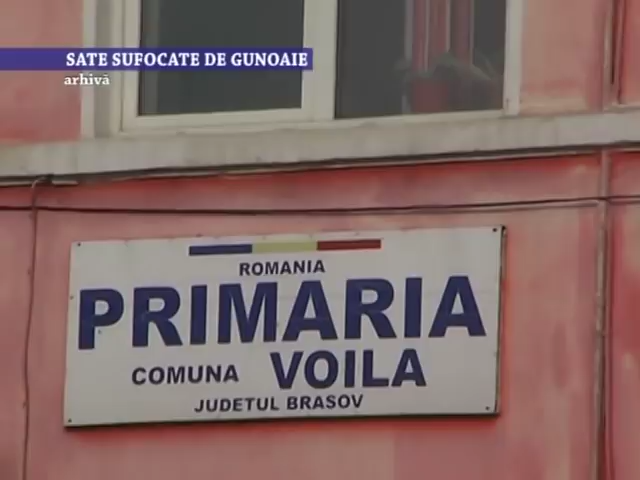 SATE SUFOCATE DE GUNOAIE
arhivă
ROMANIA
PRIMARIA
COMUNA VOILA
JUDETUL BRASOV